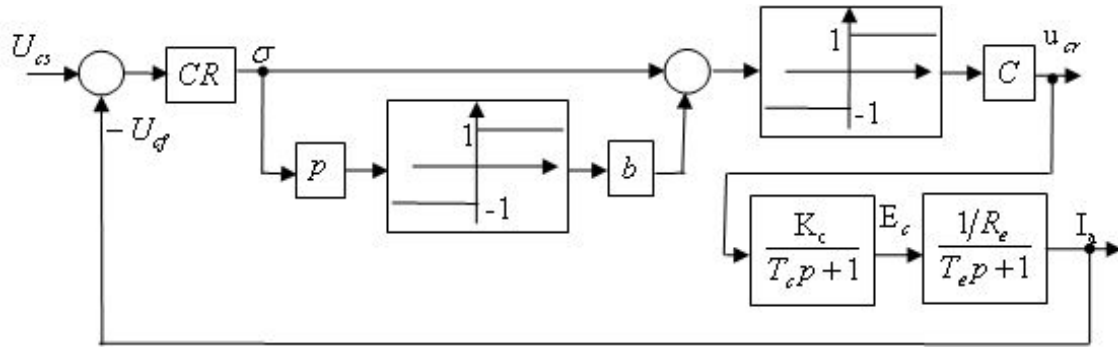 U_cs
CR
σ
1
-1
C
u_cr
- U_cf
p
1
-1
b
K_c
T_c p + 1
E_c
1/R_e
T_e p + 1
I_a